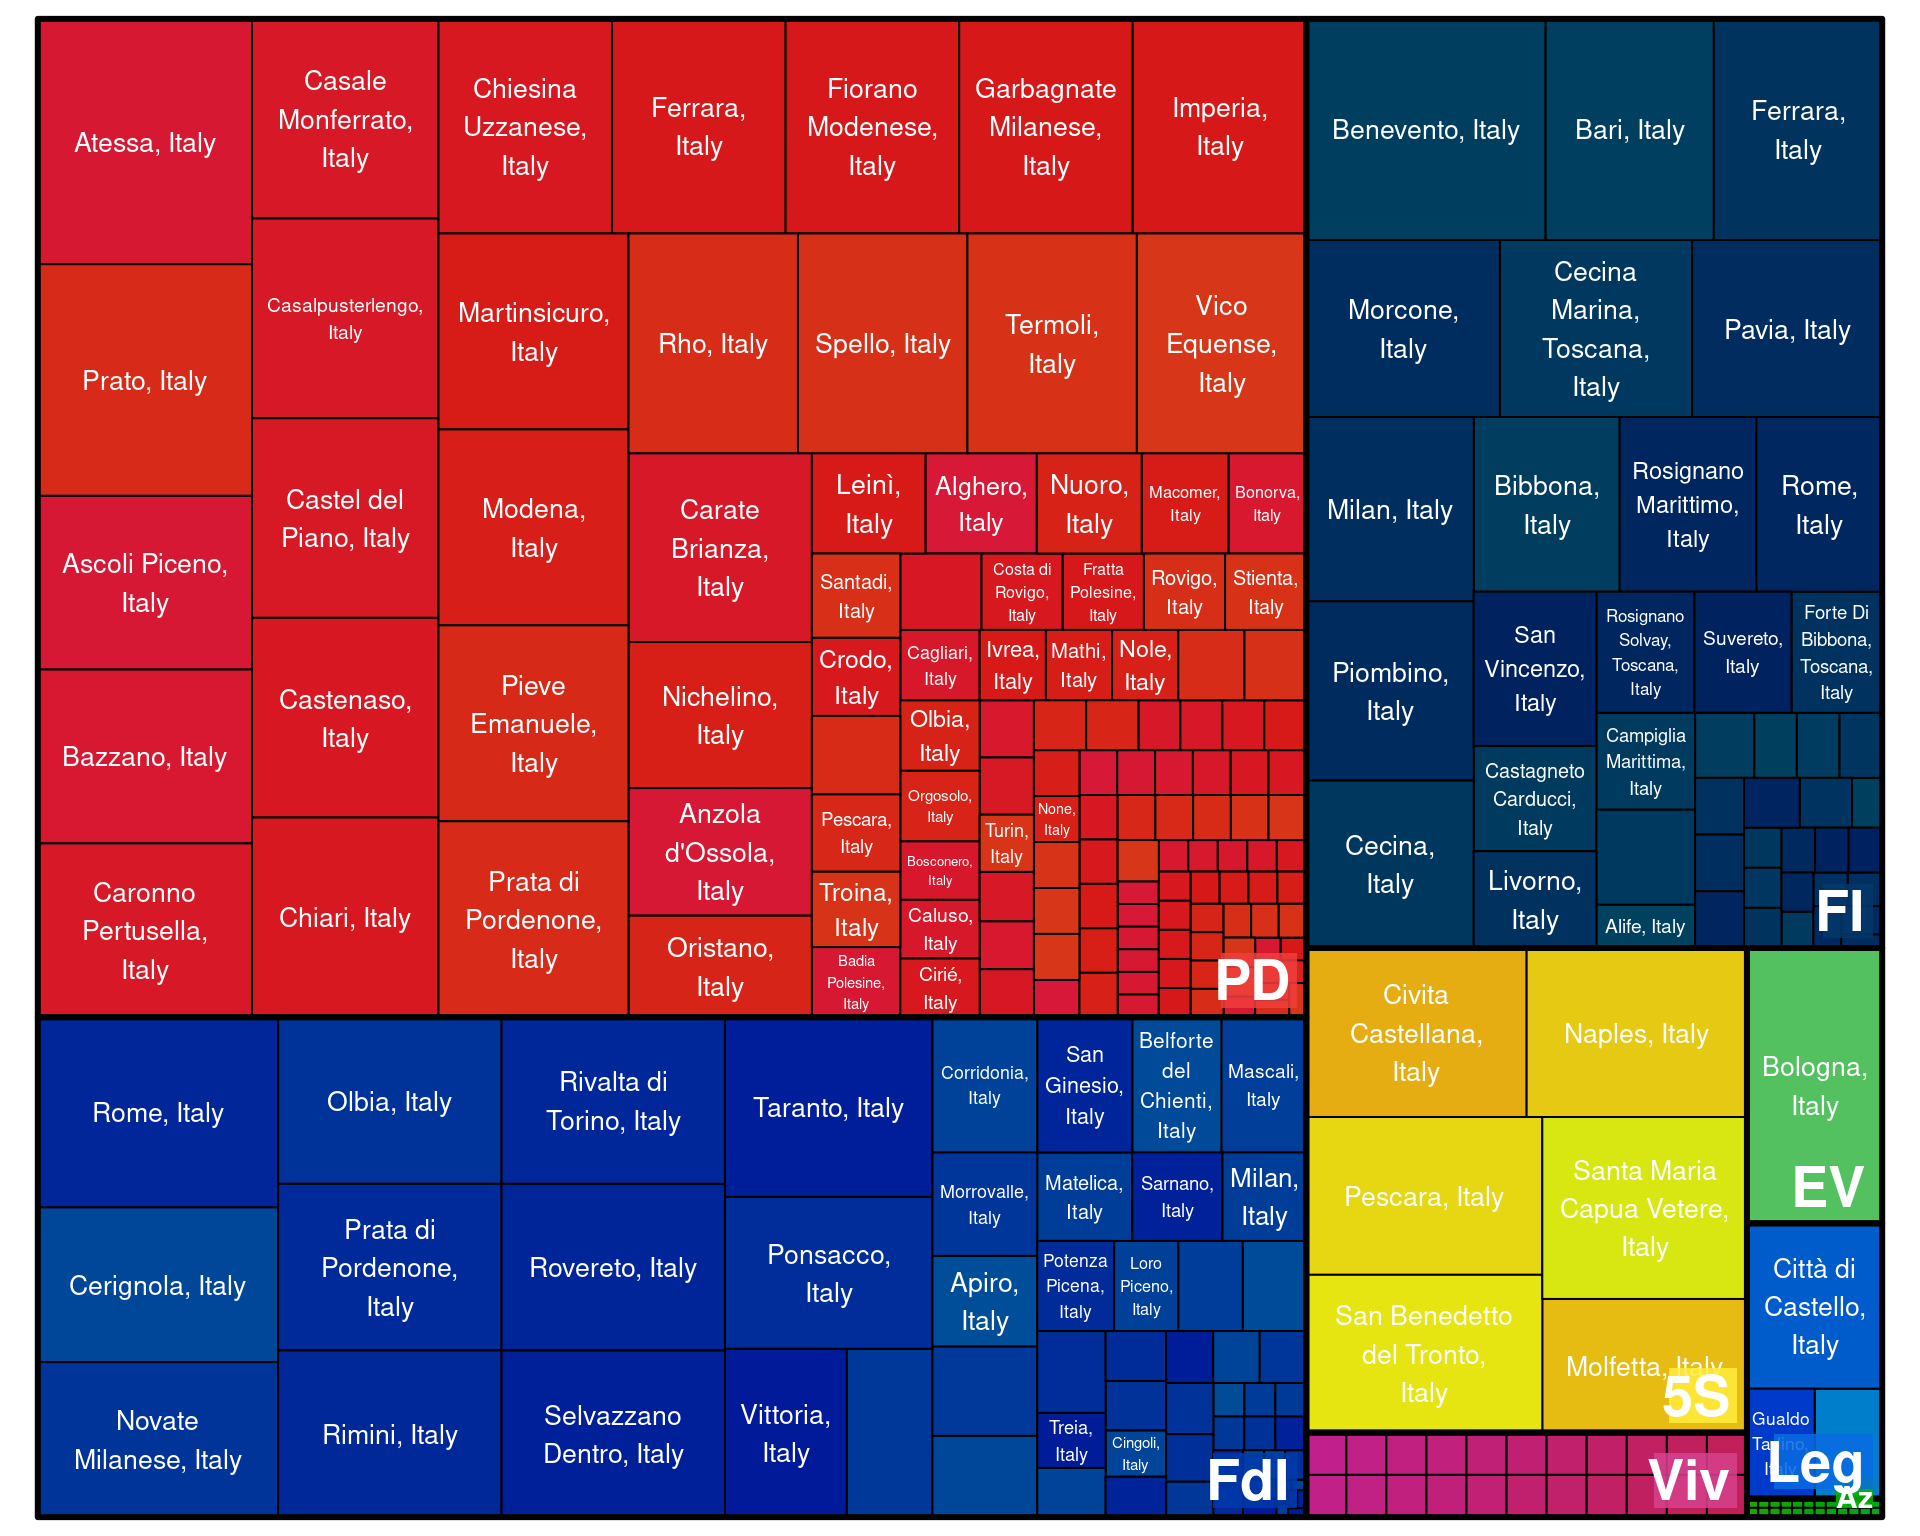 Atessa, Italy
Prato, Italy
Ascoli Piceno,
Italy
Bazzano, Italy
Caronno
Pertusella,
Italy
Casale
Monferrato,
Italy
Casalpusterlengo,
Italy
Castel del
Piano, Italy
Castenaso,
Italy
Chiari, Italy
Chiesina
Uzzanese,
Italy
Ferrara,
Italy
Fiorano
Modenese,
Italy
Garbagnate
Milanese,
Italy
Imperia,
Italy
Martinsicuro,
Italy
Modena,
Italy
Pieve
Emanuele,
Italy
Prata di
Pordenone,
Italy
Rho, Italy
Spello, Italy
Termoli,
Italy
Vico
Equense,
Italy
Carate
Brianza,
Italy
Nichelino,
Italy
Anzola
d'Ossola,
Italy
Oristano,
Italy
Leinì,
Italy
Alghero,
Italy
Nuoro,
Italy
Macomer,
Italy
Bonorva,
Italy
Santadi,
Italy
Crodo,
Italy
Pescara,
Italy
Troina,
Italy
Badia
Polesine,
Italy
Costa di
Rovigo,
Italy
Fratta
Polesine,
Italy
Rovigo,
Italy
Stienta,
Italy
Cagliari,
Italy
Ivrea,
Italy
Mathi,
Italy
Nole,
Italy
Olbia,
Italy
Orgosolo,
Italy
Bosconero,
Italy
Caluso,
Italy
Cirié,
Italy
Turin,
Italy
None,
Italy
PD
Benevento, Italy
Bari, Italy
Ferrara,
Italy
Morcone,
Italy
Cecina
Marina,
Toscana,
Italy
Pavia, Italy
Milan, Italy
Piombino,
Italy
Cecina,
Italy
Bibbona,
Italy
Rosignano
Marittimo,
Italy
Rome,
Italy
San
Vincenzo,
Italy
Castagneto
Carducci,
Italy
Livorno,
Italy
Rosignano
Solvay,
Toscana,
Italy
Suvereto,
Italy
Forte Di
Bibbona,
Toscana,
Italy
Campiglia
Marittima,
Italy
Alife, Italy
FI
Rome, Italy
Cerignola, Italy
Novate
Milanese, Italy
Olbia, Italy
Prata di
Pordenone,
Italy
Rimini, Italy
Rivalta di
Torino, Italy
Rovereto, Italy
Selvazzano
Dentro, Italy
Taranto, Italy
Ponsacco,
Italy
Vittoria,
Italy
Corridonia,
Italy
Morrovalle,
Italy
Apiro,
Italy
San
Ginesio,
Italy
Belforte
del
Chienti,
Italy
Mascali,
Italy
Matelica,
Italy
Sarnano,
Italy
Milan,
Italy
Potenza
Picena,
Italy
Loro
Piceno,
Italy
Treia,
Italy
Cingoli,
Italy
FdI
Civita
Castellana,
Italy
Naples, Italy
Pescara, Italy
Santa Maria
Capua Vetere,
Italy
San Benedetto
del Tronto,
Italy
Molfetta, Italy
5S
Bologna,
Italy
EV
Città di
Castello,
Italy
Gualdo
Leg
Viv
Az